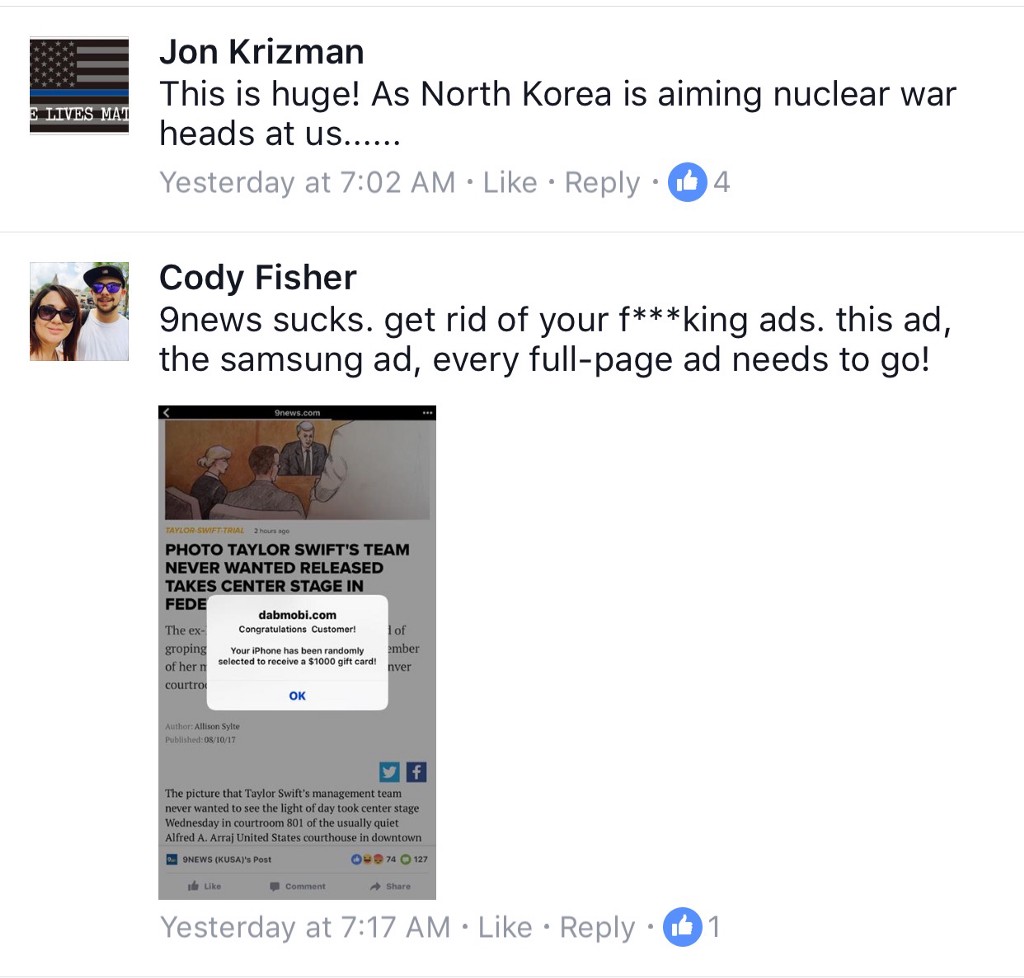 E LIVES MAT
Jon Krizman
This is huge! As North Korea is aiming nuclear war
heads at us......
Yesterday at 7:02 AM · Like · Reply · 4
Cody Fisher
9news sucks. get rid of your f***king ads. this ad,
the samsung ad, every full-page ad needs to go!
9news.com
TAYLOR-SWIFT-TRIAL 2 hours ago
PHOTO TAYLOR SWIFT'S TEAM
NEVER WANTED RELEASED
TAKES CENTER STAGE IN
FEDE
dabmobi.com
Congratulations Customer!
The ex- d of
Your iPhone has been randomly
groping ember
selected to receive a $1000 gift card!
of her m nver
courtro
OK
Author: Allison Sylte
Published: 08/10/17
The picture that Taylor Swift's management team
never wanted to see the light of day took center stage
Wednesday in courtroom 801 of the usually quiet
Alfred A. Arraj United States courthouse in downtown
9NEWS (KUSA)'s Post 74 127
Like Comment Share
Yesterday at 7:17 AM · Like · Reply · 1